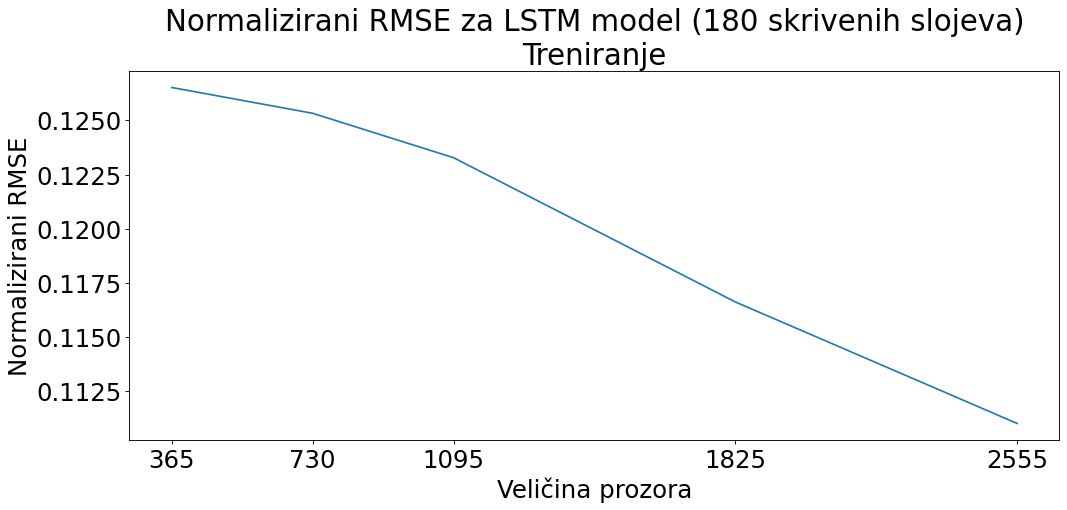 Normalizirani RMSE za LSTM model (180 skrivenih slojeva)
Treniranje
Normalizirani RMSE
0.1250
0.1225
0.1200
0.1175
0.1150
0.1125
365 730 1095 1825 2555
Veličina prozora